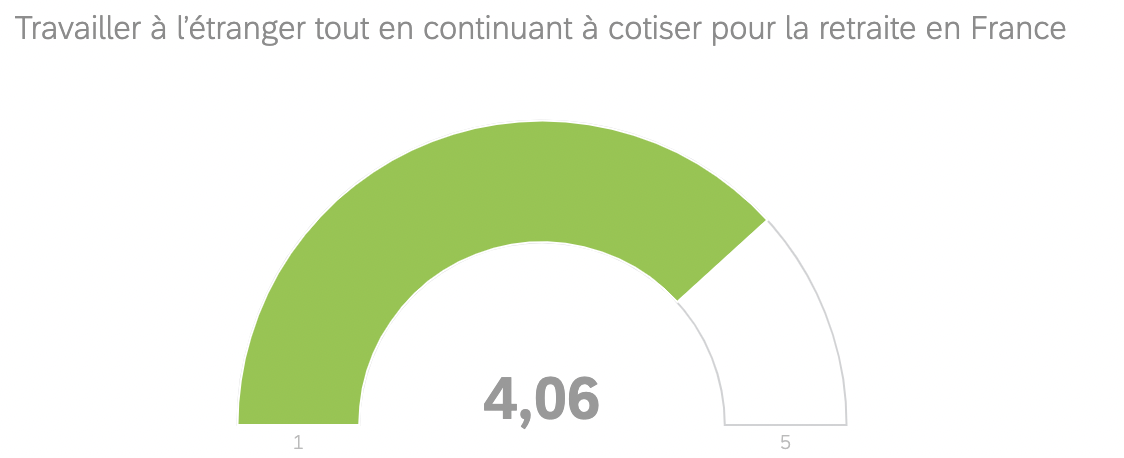 Travailler à l’étranger tout en continuant à cotiser pour la retraite en France
4,06
1
5